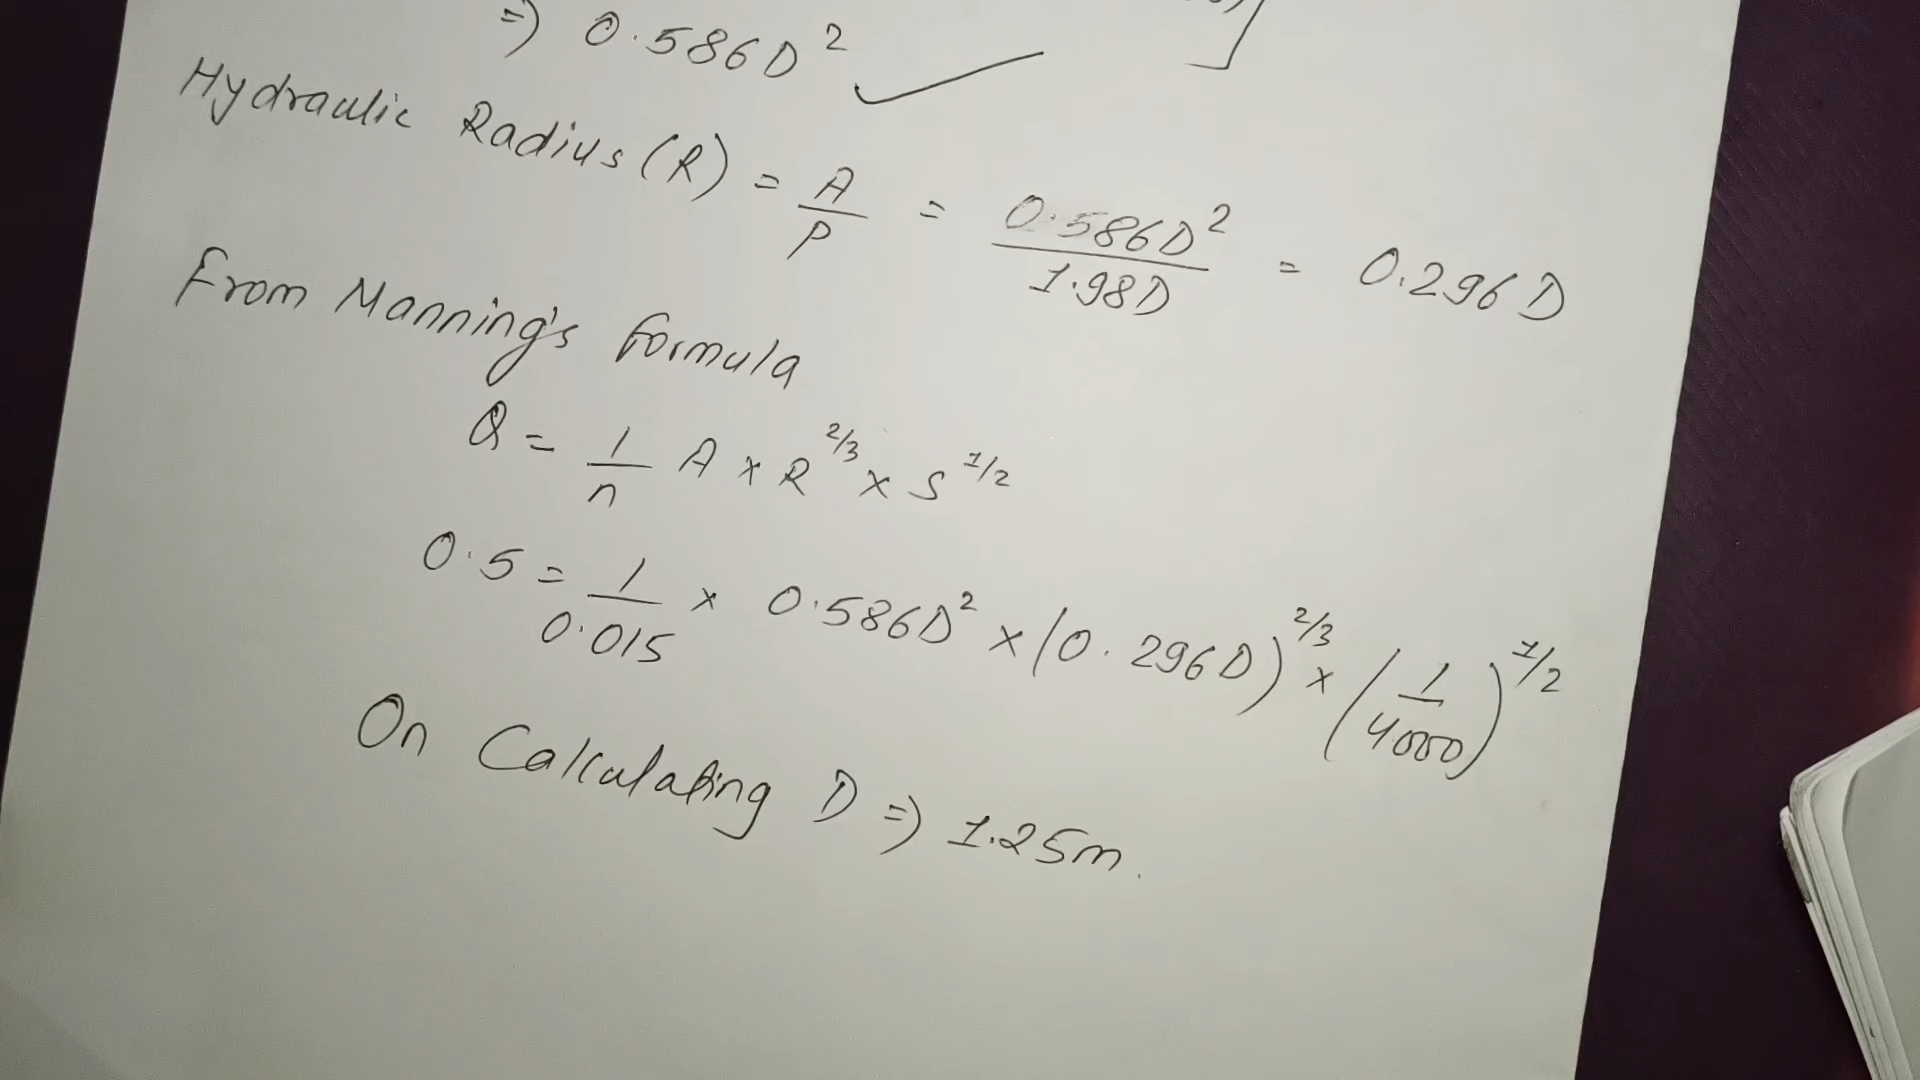 =) 0.586D² ✓
Hydraulic Radius (R) = A/P = 0.586D²/1.98D = 0.296D
From Manning's formula
Q = 1/n A × R^2/3 × S^1/2
0.5 = 1/0.015 × 0.586D² × (0.296D)^2/3 × (1/4000)^1/2
On Calculating D =) 1.25m.